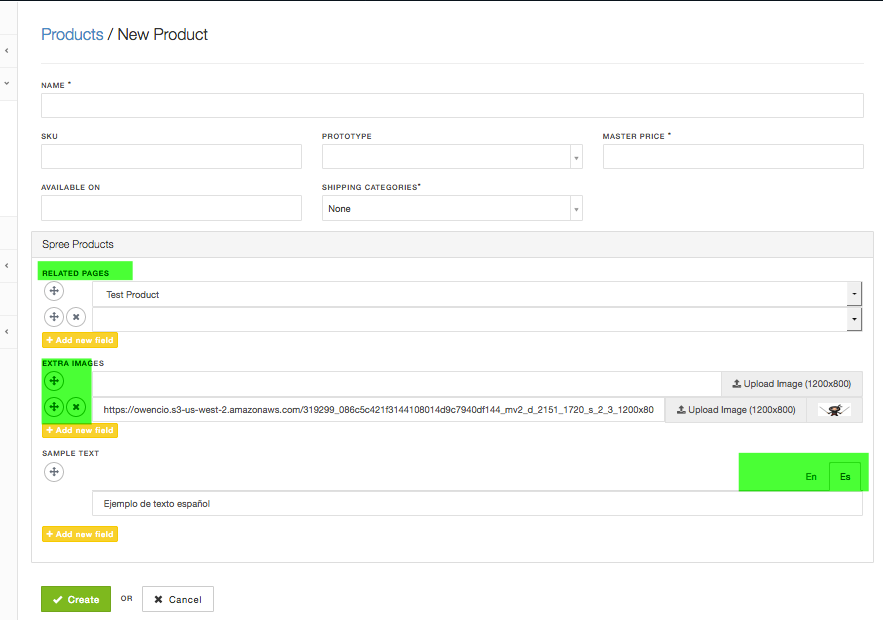 Products / New Product
NAME *
SKU
PROTOTYPE
MASTER PRICE *
AVAILABLE ON
SHIPPING CATEGORIES*
None
Spree Products
RELATED PAGES
Test Product
+ Add new field
EXTRA IMAGES
Upload Image (1200x800)
https://owencio.s3-us-west-2.amazonaws.com/319299_086c5c421f3144108014d9c7940df144_mv2_d_2151_1720_s_2_3_1200x80
Upload Image (1200x800)
+ Add new field
SAMPLE TEXT
En
Es
Ejemplo de texto español
+ Add new field
Create
OR
Cancel